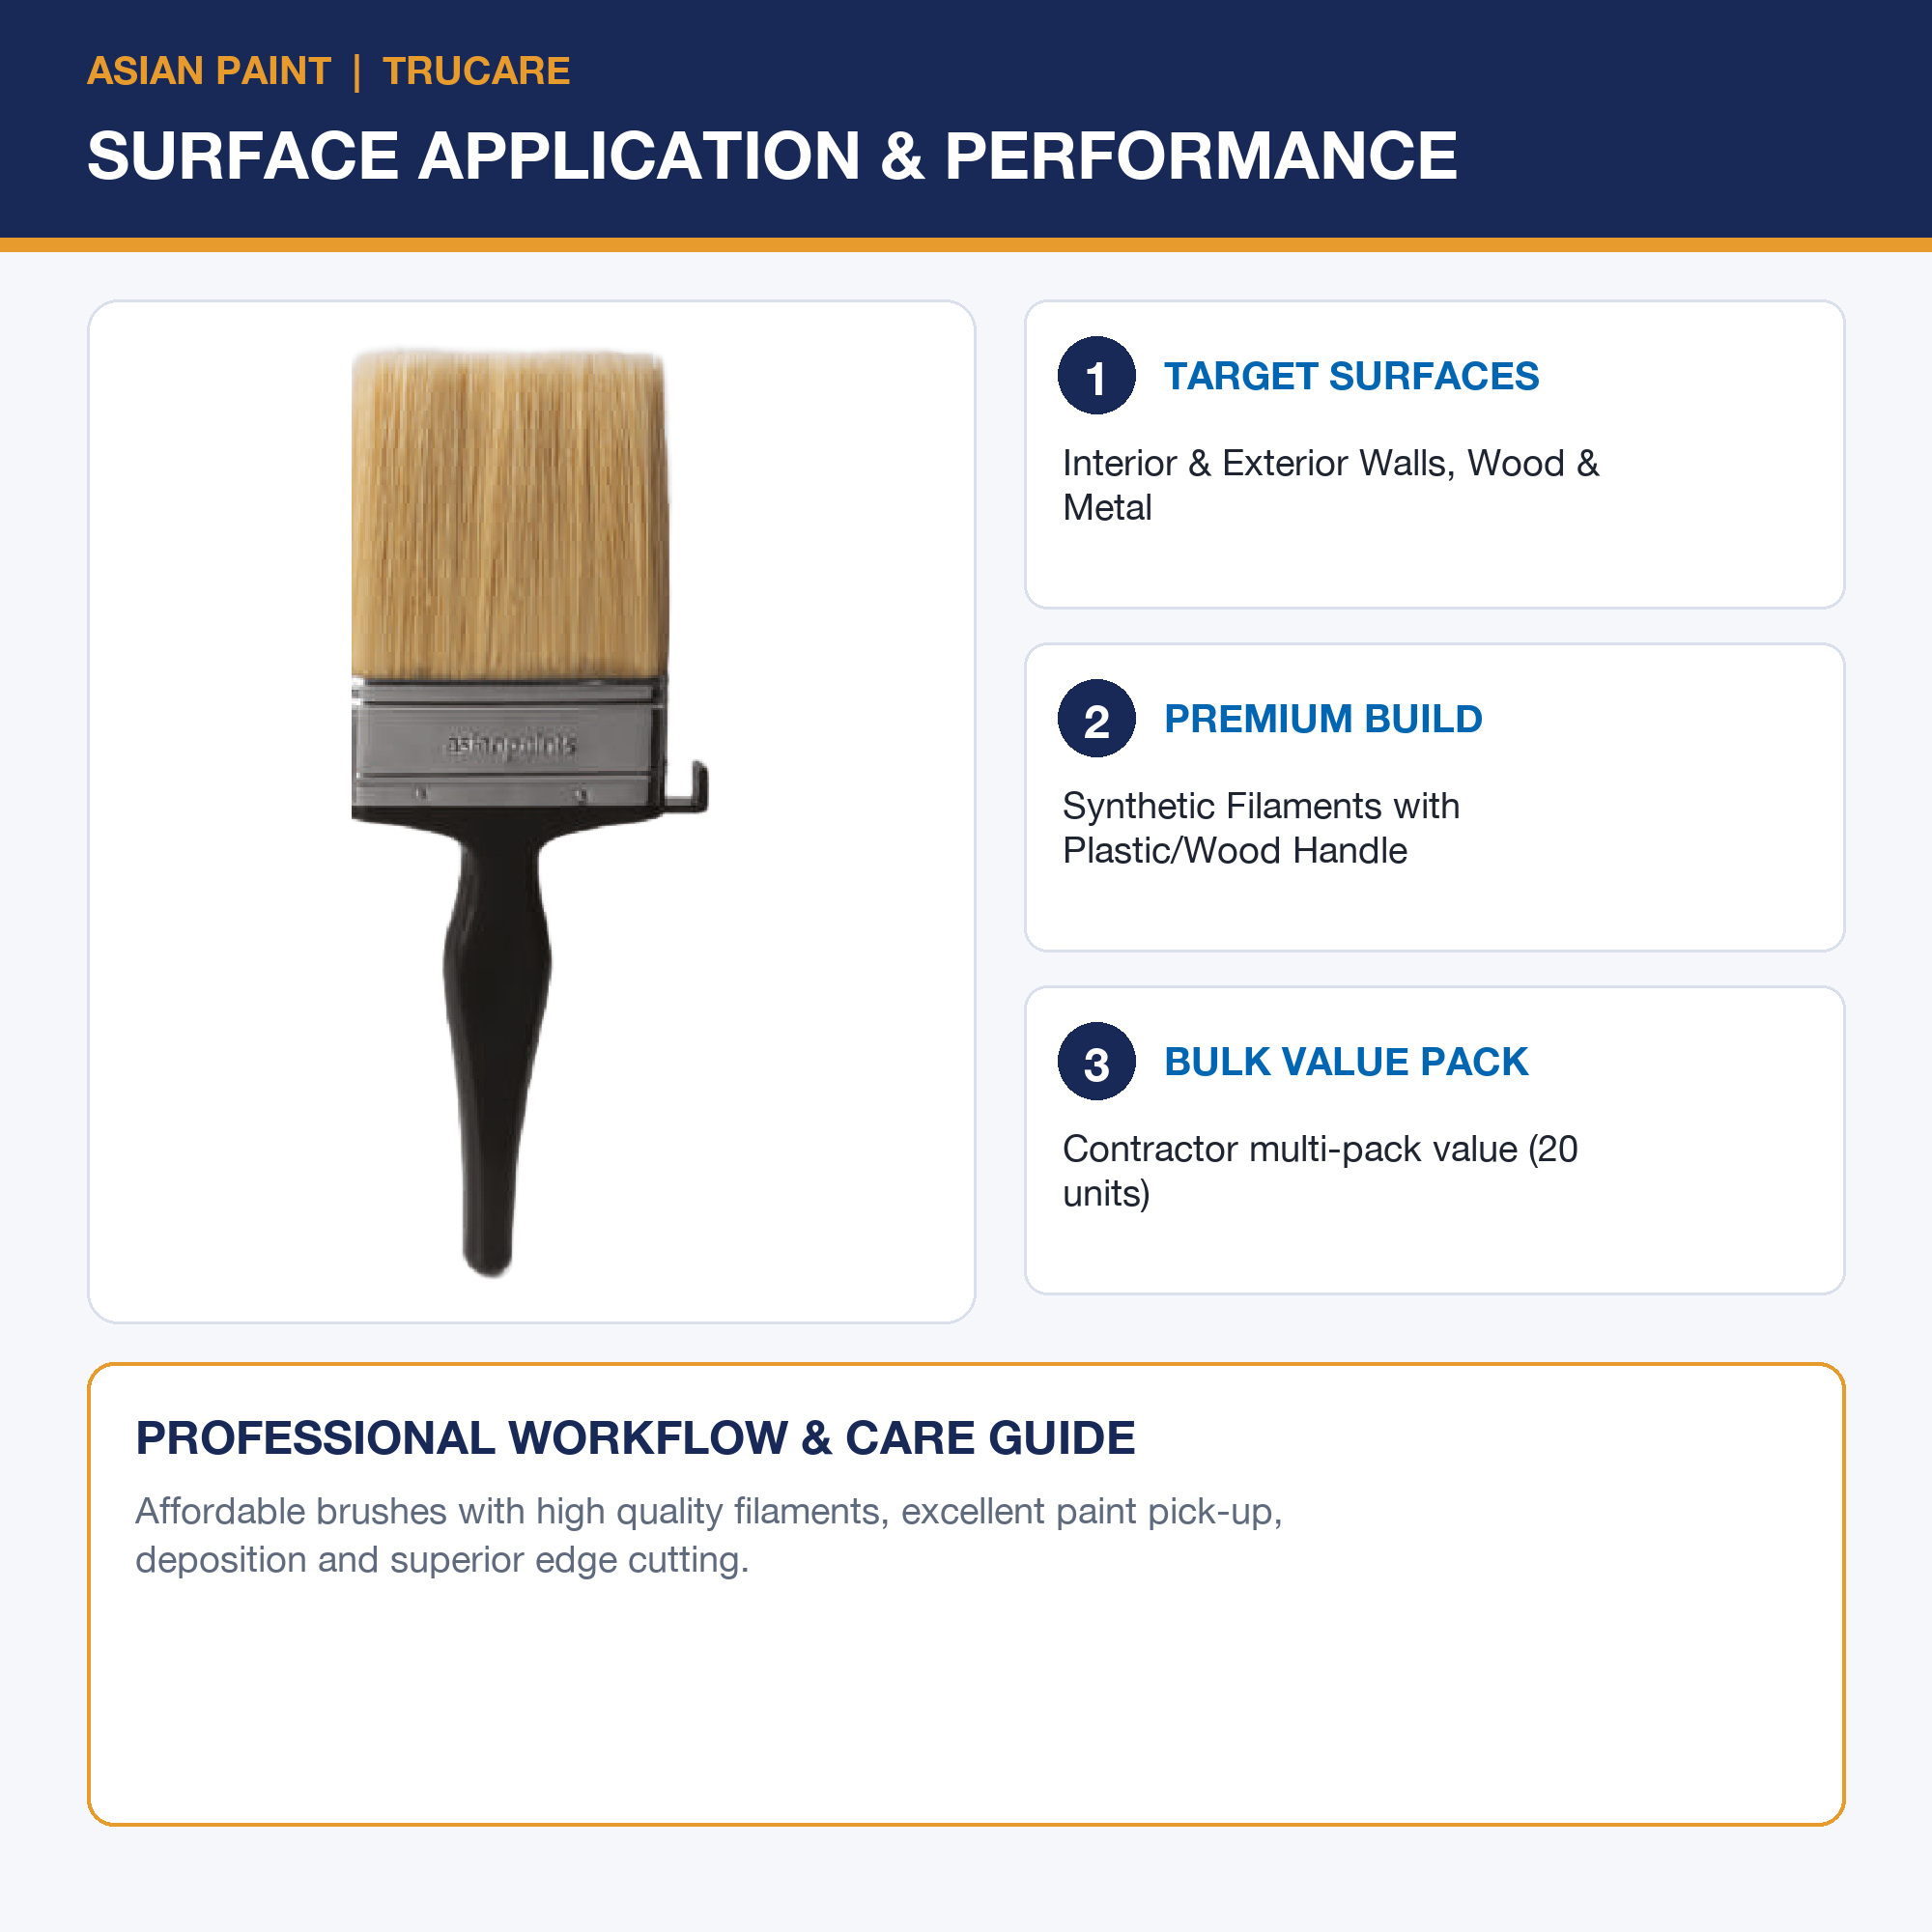 ASIAN PAINT | TRUCARE
SURFACE APPLICATION & PERFORMANCE
asianpaints
1 TARGET SURFACES
Interior & Exterior Walls, Wood &
Metal
2 PREMIUM BUILD
Synthetic Filaments with
Plastic/Wood Handle
3 BULK VALUE PACK
Contractor multi-pack value (20
units)
PROFESSIONAL WORKFLOW & CARE GUIDE
Affordable brushes with high quality filaments, excellent paint pick-up,
deposition and superior edge cutting.